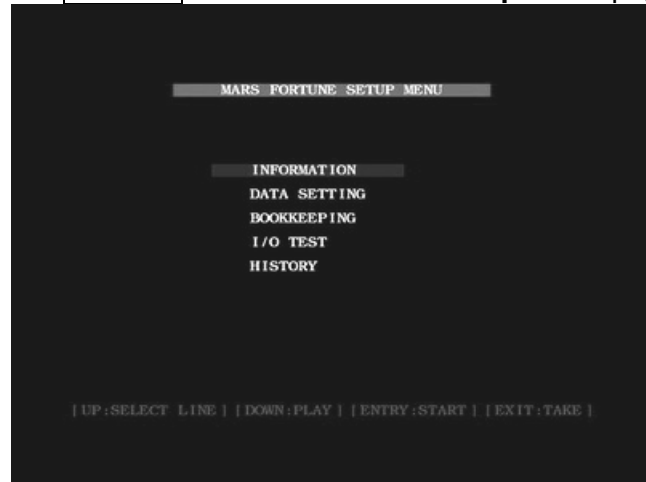 MARS FORTUNE SETUP MENU
INFORMATION
DATA SETTING
BOOKKEEPING
I/O TEST
HISTORY
[UP:SELECT LINE] [DOWN:PLAY] [ENTRY:START] [EXIT:TAKE]